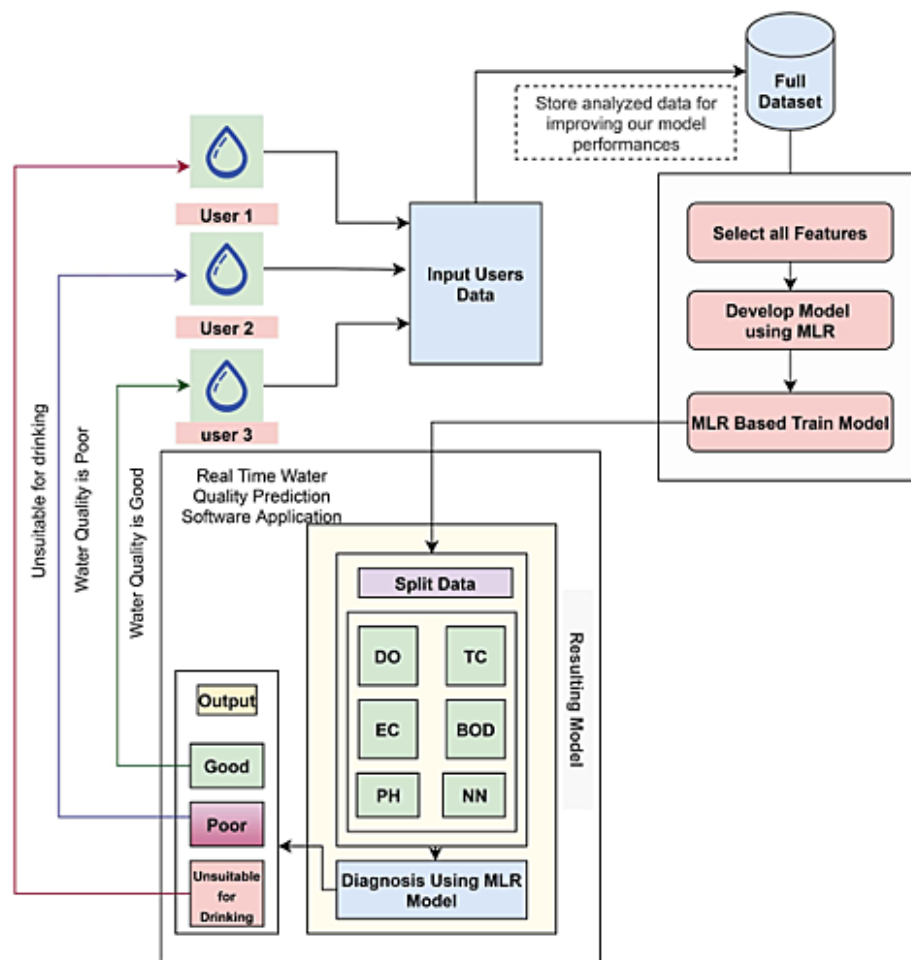 Full
Dataset
Store analyzed data for
improving our model
performances
User 1
Select all Features
Input Users
Data
User 2
Develop Model
using MLR
user 3
MLR Based Train Model
Unsuitable for drinking
Water Quality is Poor
Water Quality is Good
Real Time Water
Quality Prediction
Software Application
Split Data
DO
TC
EC
BOD
PH
NN
Resulting Model
Output
Good
Poor
Unsuitable
for
Drinking
Diagnosis Using MLR
Model